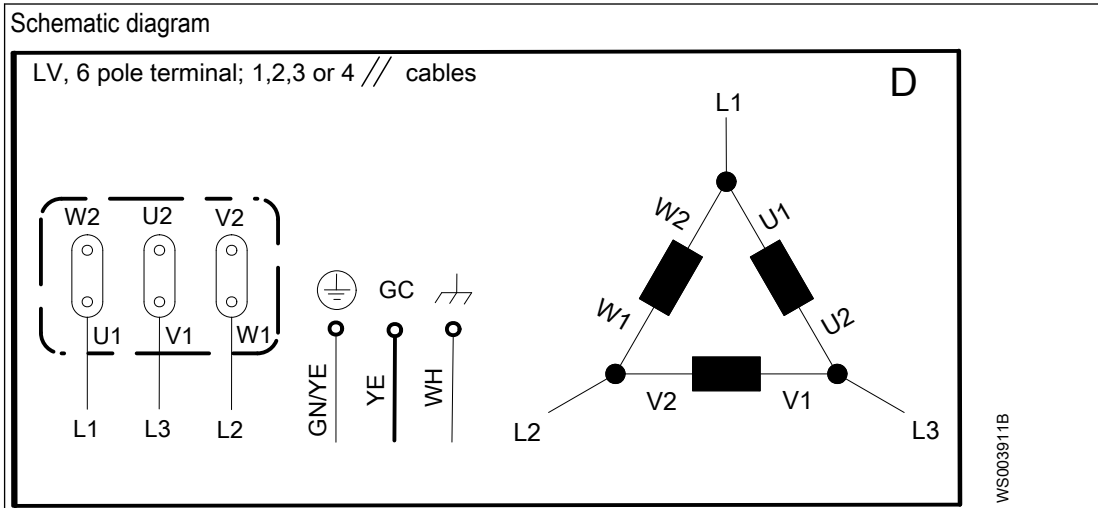 Schematic diagram
LV, 6 pole terminal; 1,2,3 or 4 // cables
D
W2 U2 V2
U1 V1 W1
L1 L3 L2
GC
GN/YE
YE
WH
L1
W2 U1
W1 U2
V2 V1
L2 L3
WS003911B